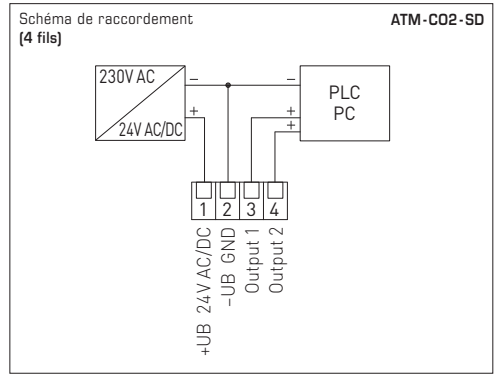 Schéma de raccordement
(4 fils)
ATM-CO2-SD
230V AC
24V AC/DC
–
+
–
+
+
PLC
PC
1 2 3 4
+UB 24V AC/DC
–UB GND
Output 1
Output 2